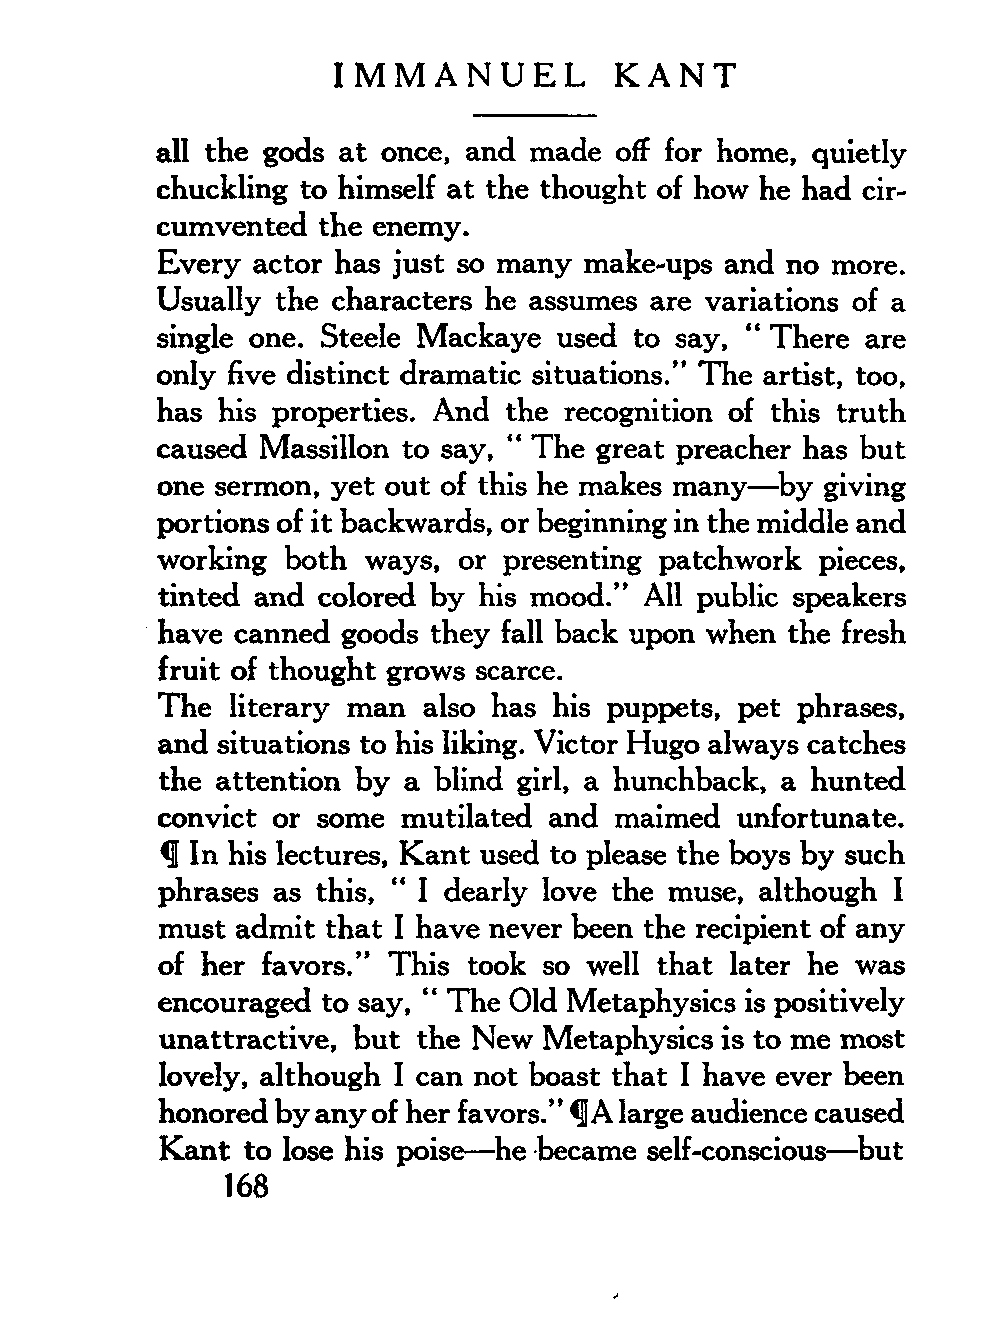 IMMANUEL KANT
all the gods at once, and made off for home, quietly
chuckling to himself at the thought of how he had cir-
cumvented the enemy.
Every actor has just so many make-ups and no more.
Usually the characters he assumes are variations of a
single one. Steele Mackaye used to say, “ There are
only five distinct dramatic situations.” The artist, too,
has his properties. And the recognition of this truth
caused Massillon to say, “ The great preacher has but
one sermon, yet out of this he makes many—by giving
portions of it backwards, or beginning in the middle and
working both ways, or presenting patchwork pieces,
tinted and colored by his mood.” All public speakers
have canned goods they fall back upon when the fresh
fruit of thought grows scarce.
The literary man also has his puppets, pet phrases,
and situations to his liking. Victor Hugo always catches
the attention by a blind girl, a hunchback, a hunted
convict or some mutilated and maimed unfortunate.
¶ In his lectures, Kant used to please the boys by such
phrases as this, “ I dearly love the muse, although I
must admit that I have never been the recipient of any
of her favors.” This took so well that later he was
encouraged to say, “ The Old Metaphysics is positively
unattractive, but the New Metaphysics is to me most
lovely, although I can not boast that I have ever been
honored by any of her favors.” ¶ A large audience caused
Kant to lose his poise—he became self-conscious—but
168